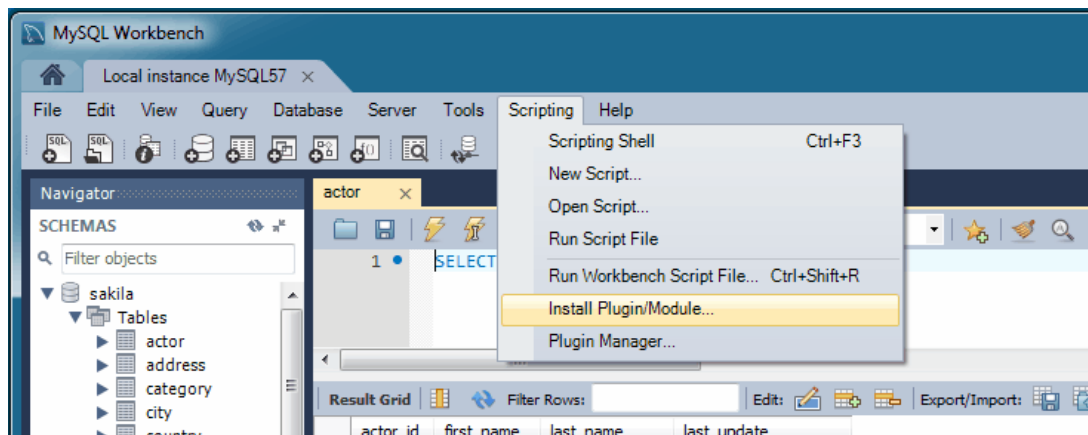 MySQL Workbench
Local instance MySQL57
File Edit View Query Database Server Tools Scripting Help
Scripting Shell Ctrl+F3
New Script...
Open Script...
Run Script File
Run Workbench Script File... Ctrl+Shift+R
Install Plugin/Module...
Plugin Manager...
SQL SQL
Navigator
SCHEMAS
Filter objects
sakila
Tables
actor
address
category
city
country
actor
1 SELECT
Result Grid Filter Rows: Edit: Export/Import:
actor_id first_name last_name last_update